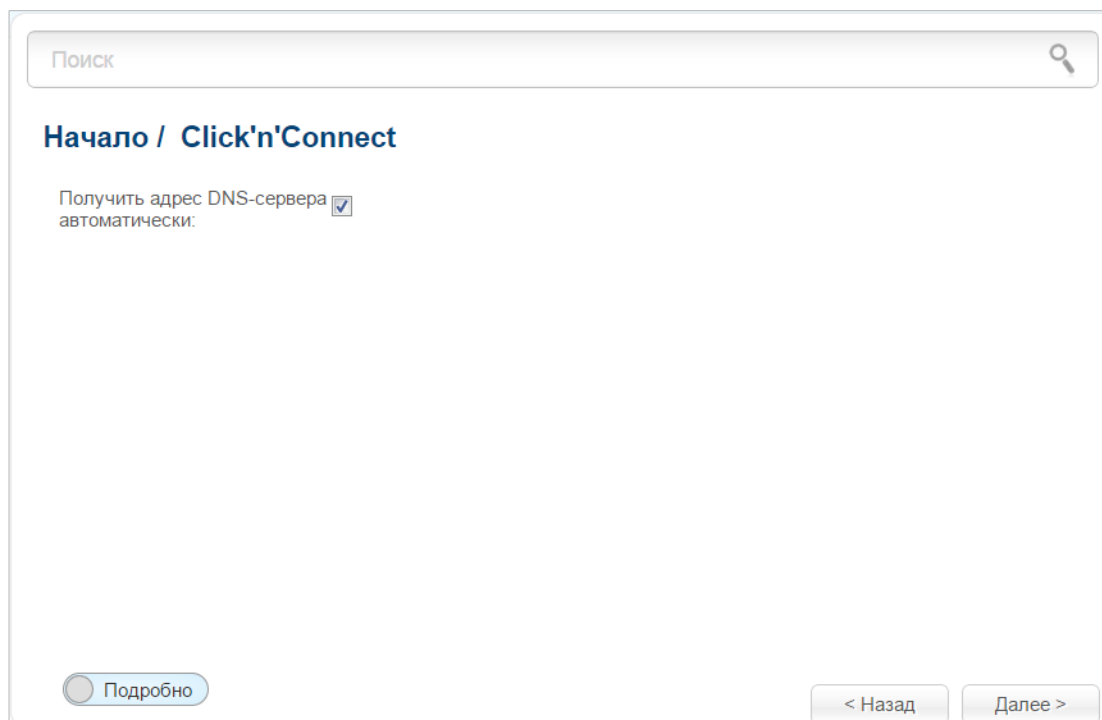 Поиск
Начало / Click'n'Connect
Получить адрес DNS-сервера
автоматически:
Подробно
< Назад
Далее >